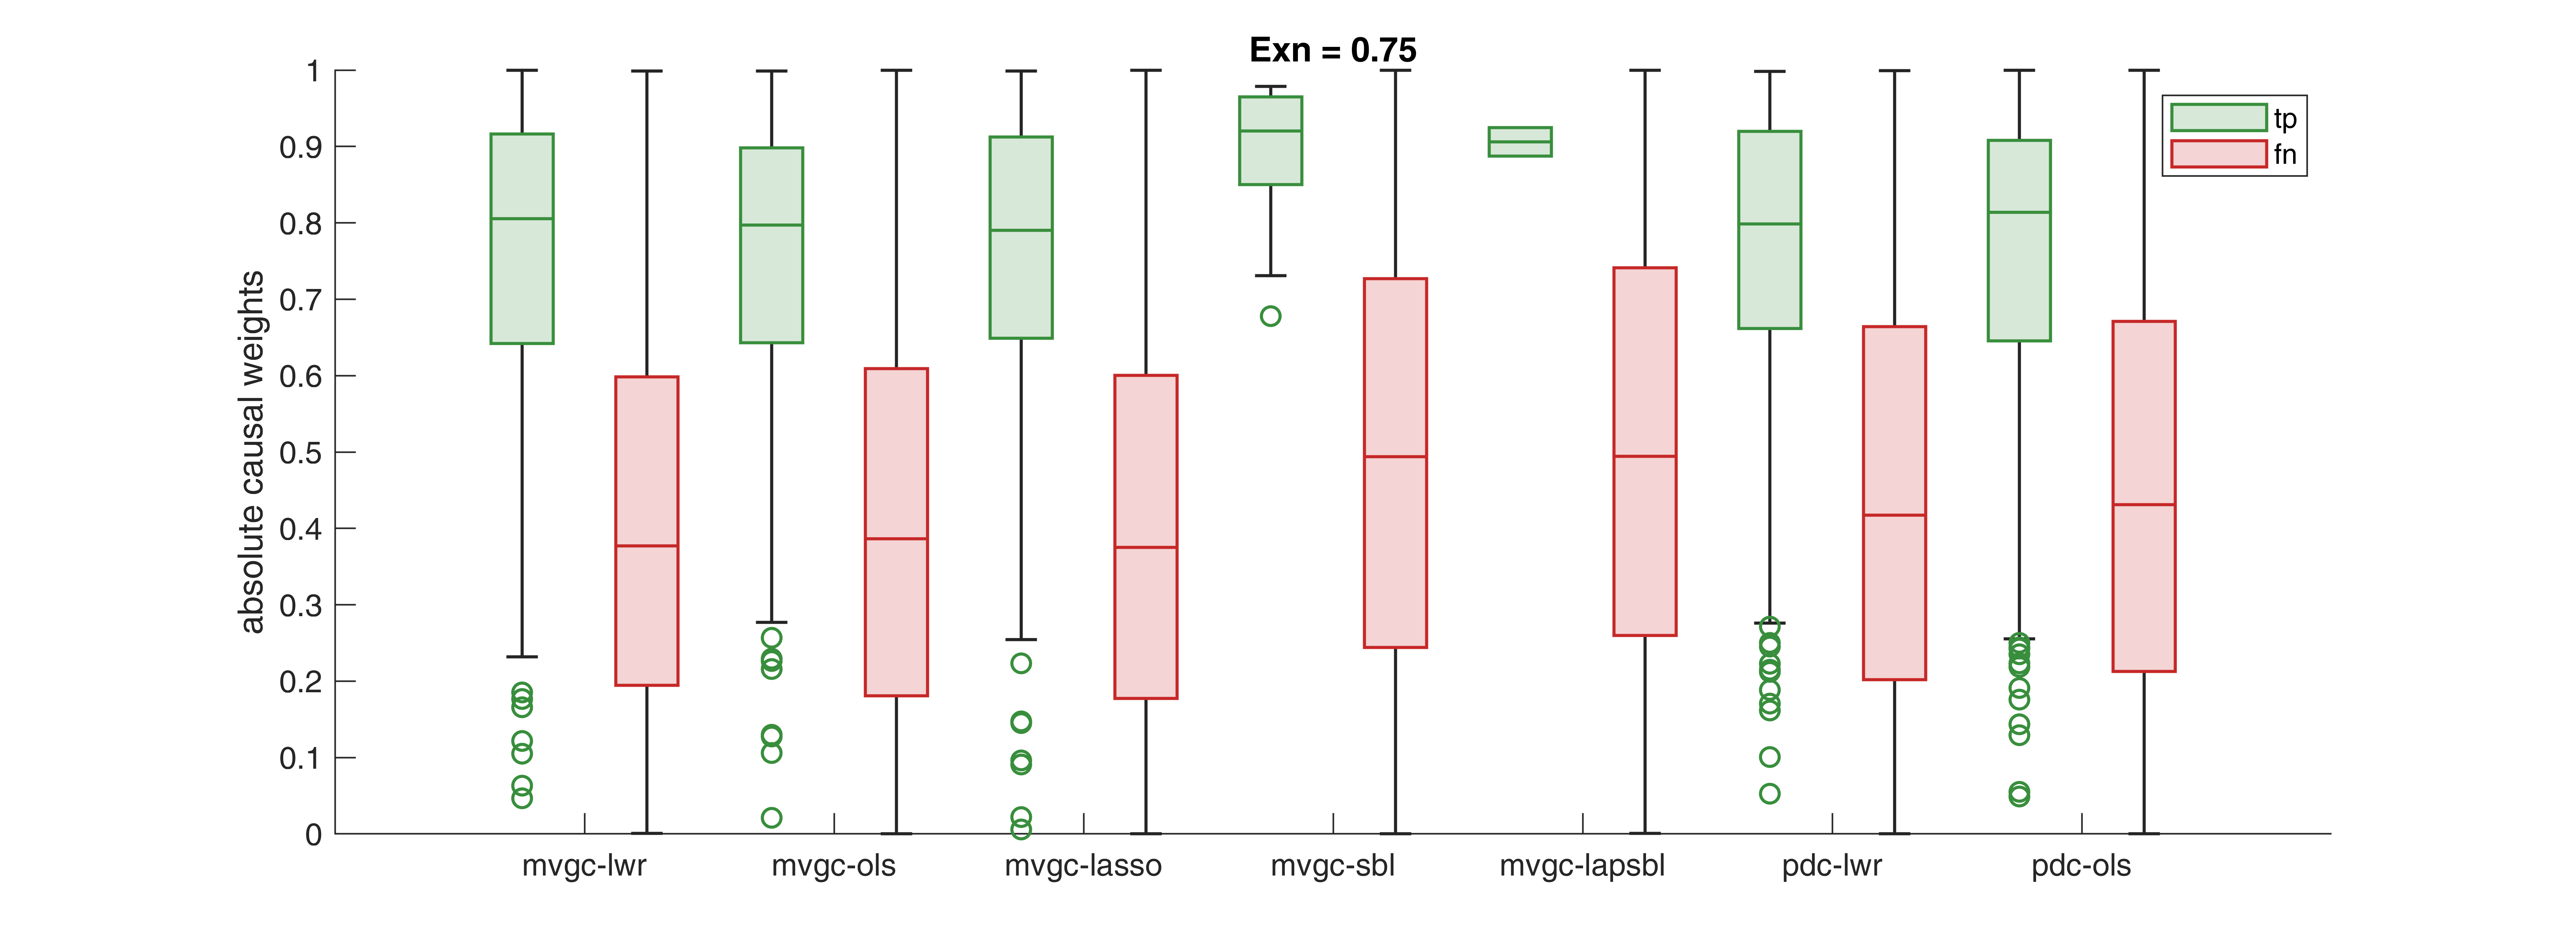 Exn = 0.75
absolute causal weights
1
0.9
0.8
0.7
0.6
0.5
0.4
0.3
0.2
0.1
0
tp
fn
mvgc-lwr
mvgc-ols
mvgc-lasso
mvgc-sbl
mvgc-lapsbl
pdc-lwr
pdc-ols